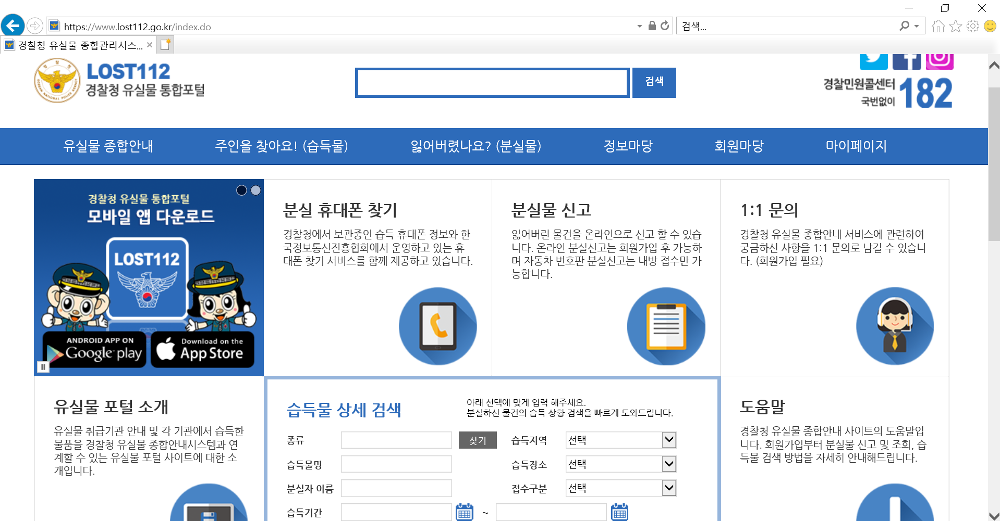 https://www.lost112.go.kr/index.do
검색...
경찰청 유실물 종합관리시스...
LOST112
경찰청 유실물 통합포털
검색
경찰민원콜센터
국번없이
182
유실물 종합안내
주인을 찾아요! (습득물)
잃어버렸나요? (분실물)
정보마당
회원마당
마이페이지
경찰청 유실물 통합포털
모바일 앱 다운로드
LOST112
ANDROID APP ON
Google play
Download on the
App Store
분실 휴대폰 찾기
경찰청에서 보관중인 습득 휴대폰 정보와 한
국정보통신진흥협회에서 운영하고 있는 휴
대폰 찾기 서비스를 함께 제공하고 있습니다.
분실물 신고
잃어버린 물건을 온라인으로 신고 할 수 있습
니다. 온라인 분실신고는 회원가입 후 가능하
며 자동차 번호판 분실신고는 내방 접수만 가
능합니다.
1:1 문의
경찰청 유실물 종합안내 서비스에 관련하여
궁금하신 사항을 1:1 문의로 남길 수 있습니
다. (회원가입 필요)
유실물 포털 소개
유실물 취급기관 안내 및 각 기관에서 습득한
물품을 경찰청 유실물 종합안내시스템과 연
계할 수 있는 유실물 포털 사이트에 대한 소
개입니다.
습득물 상세 검색
아래 선택에 맞게 입력 해주세요.
분실하신 물건의 습득 상황 검색을 빠르게 도와드립니다.
종류
찾기
습득지역
선택
습득물명
습득장소
선택
분실자 이름
접수구분
선택
습득기간
~
도움말
경찰청 유실물 종합안내 사이트의 도움말입
니다. 회원가입부터 분실물 신고 및 조회, 습
득물 검색 방법을 자세히 안내해드립니다.